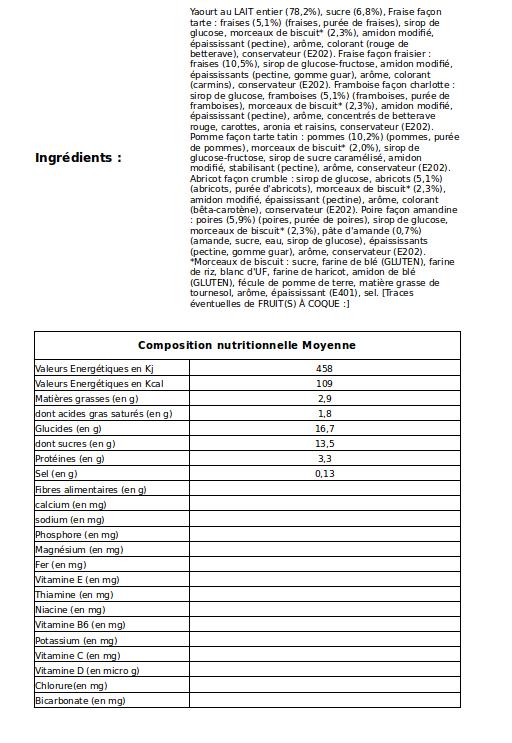 Yaourt au LAIT entier (78,2%), sucre (6,8%), Fraise façon
tarte : fraises (5,1%) (fraises, purée de fraises), sirop de
glucose, morceaux de biscuit* (2,3%), amidon modifié,
épaississant (pectine), arôme, colorant (rouge de
betterave), conservateur (E202). Fraise façon fraisier :
fraises (10,5%), sirop de glucose-fructose, amidon modifié,
épaississants (pectine, gomme guar), arôme, colorant
(carmins), conservateur (E202). Framboise façon charlotte :
sirop de glucose, framboises (5,1%) (framboises, purée de
framboises), morceaux de biscuit* (2,3%), amidon modifié,
épaississant (pectine), arôme, concentrés de betterave
rouge, carottes, aronia et raisins, conservateur (E202).
Pomme façon tarte tatin : pommes (10,2%) (pommes, purée
de pommes), morceaux de biscuit* (2,0%), sirop de
Ingrédients :
glucose-fructose, sirop de sucre caramélisé, amidon
modifié, stabilisant (pectine), arôme, conservateur (E202).
Abricot façon crumble : sirop de glucose, abricots (5,1%)
(abricots, purée d'abricots), morceaux de biscuit* (2,3%),
amidon modifié, épaississant (pectine), arôme, colorant
(bêta-carotène), conservateur (E202). Poire façon amandine
: poires (5,9%) (poires, purée de poires), sirop de glucose,
morceaux de biscuit* (2,3%), pâte d'amande (0,7%)
(amande, sucre, eau, sirop de glucose), épaississants
(pectine, gomme guar), arôme, conservateur (E202).
*Morceaux de biscuit : sucre, farine de blé (GLUTEN), farine
de riz, blanc d'UF, farine de haricot, amidon de blé
(GLUTEN), fécule de pomme de terre, matière grasse de
tournesol, arôme, épaississant (E401), sel. [Traces
éventuelles de FRUIT(S) À COQUE :]
Composition nutritionnelle Moyenne
Valeurs Energétiques en Kj 458
Valeurs Energétiques en Kcal 109
Matières grasses (en g) 2,9
dont acides gras saturés (en g) 1,8
Glucides (en g) 16,7
dont sucres (en g) 13,5
Protéines (en g) 3,3
Sel (en g) 0,13
Fibres alimentaires (en g)
calcium (en mg)
sodium (en mg)
Phosphore (en mg)
Magnésium (en mg)
Fer (en mg)
Vitamine E (en mg)
Thiamine (en mg)
Niacine (en mg)
Vitamine B6 (en mg)
Potassium (en mg)
Vitamine C (en mg)
Vitamine D (en micro g)
Chlorure(en mg)
Bicarbonate (en mg)